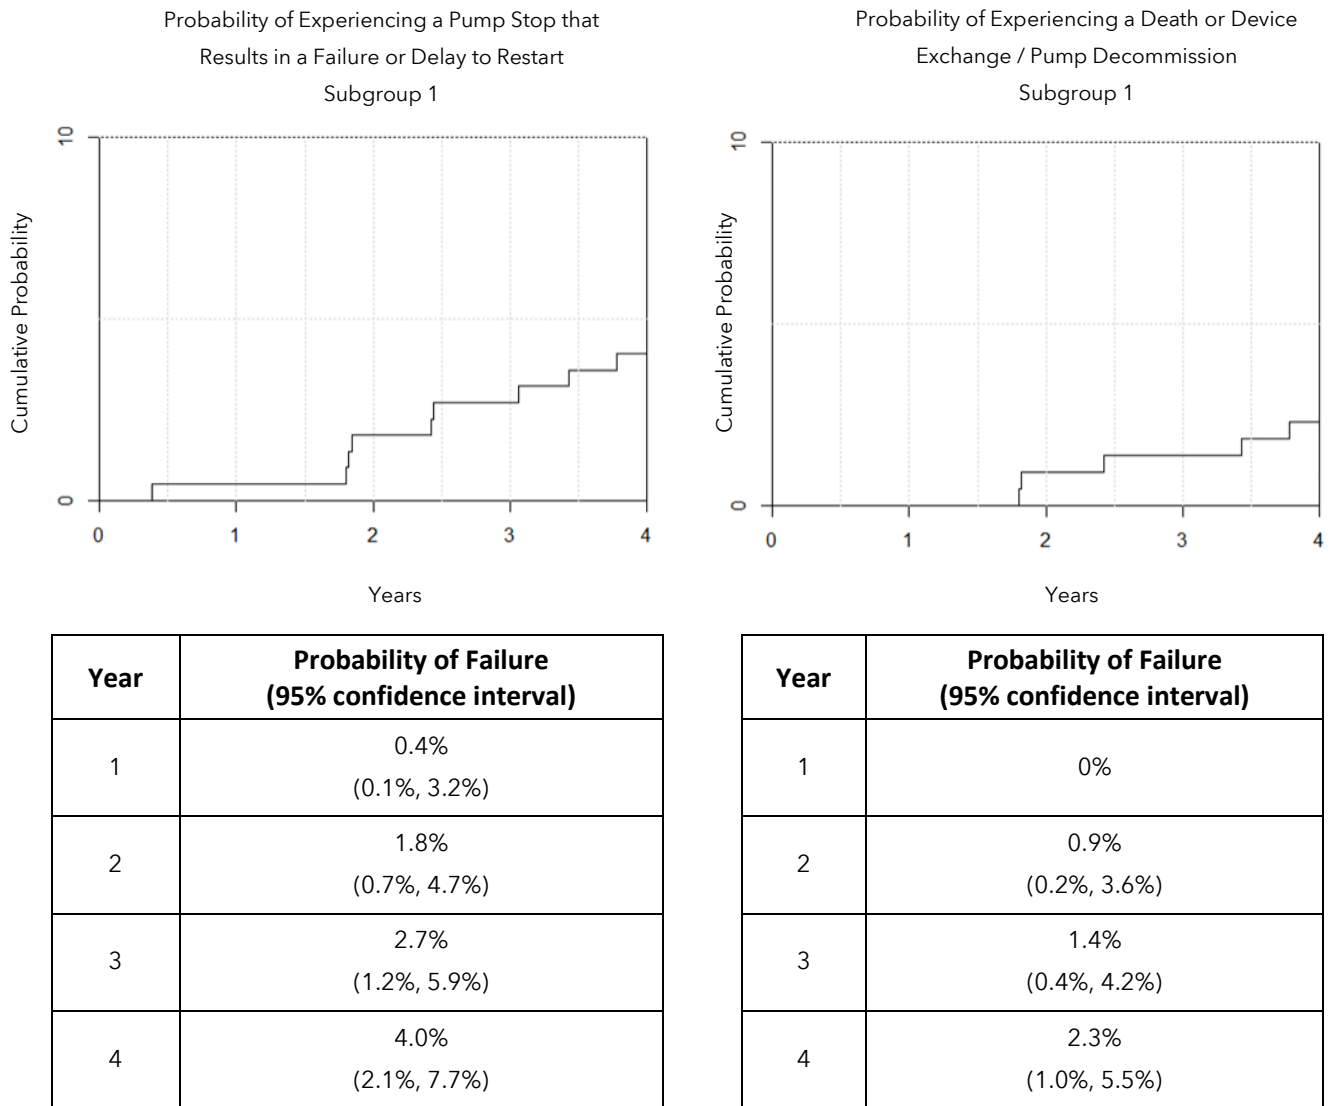 Probability of Experiencing a Pump Stop that
Results in a Failure or Delay to Restart
Subgroup 1
10
0
Cumulative Probability
0 1 2 3 4
Years
Year Probability of Failure
(95% confidence interval)
1 0.4%
(0.1%, 3.2%)
2 1.8%
(0.7%, 4.7%)
3 2.7%
(1.2%, 5.9%)
4 4.0%
(2.1%, 7.7%)
Probability of Experiencing a Death or Device
Exchange / Pump Decommission
Subgroup 1
10
0
Cumulative Probability
0 1 2 3 4
Years
Year Probability of Failure
(95% confidence interval)
1 0%
2 0.9%
(0.2%, 3.6%)
3 1.4%
(0.4%, 4.2%)
4 2.3%
(1.0%, 5.5%)